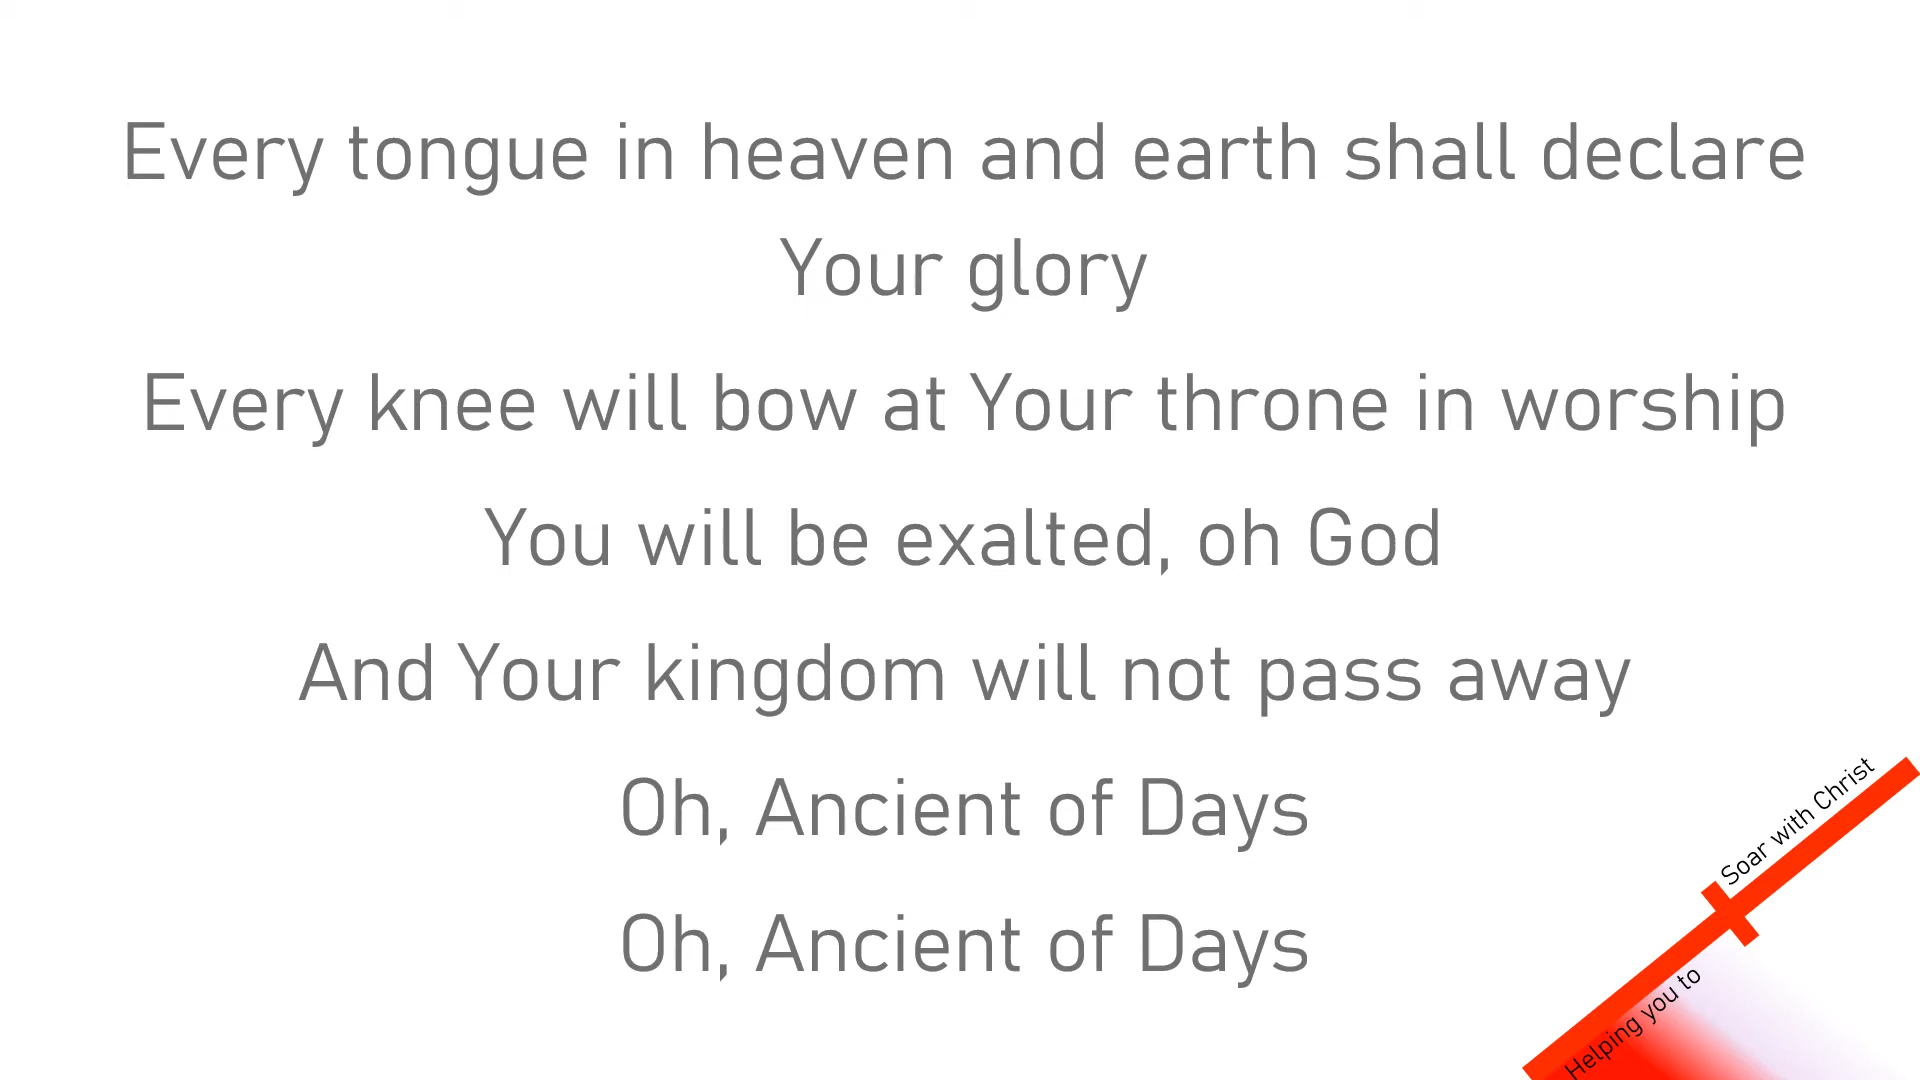 Every tongue in heaven and earth shall declare
Your glory
Every knee will bow at Your throne in worship
You will be exalted, oh God
And Your kingdom will not pass away
Oh, Ancient of Days
Oh, Ancient of Days
Helping you to
Soar with Christ